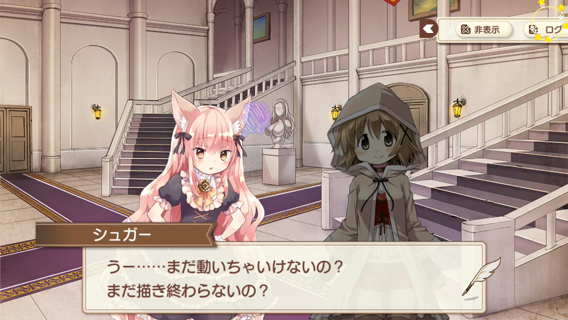 非表示
ログ
シュガー
うー……まだ動いちゃいけないの？
まだ描き終わらないの？